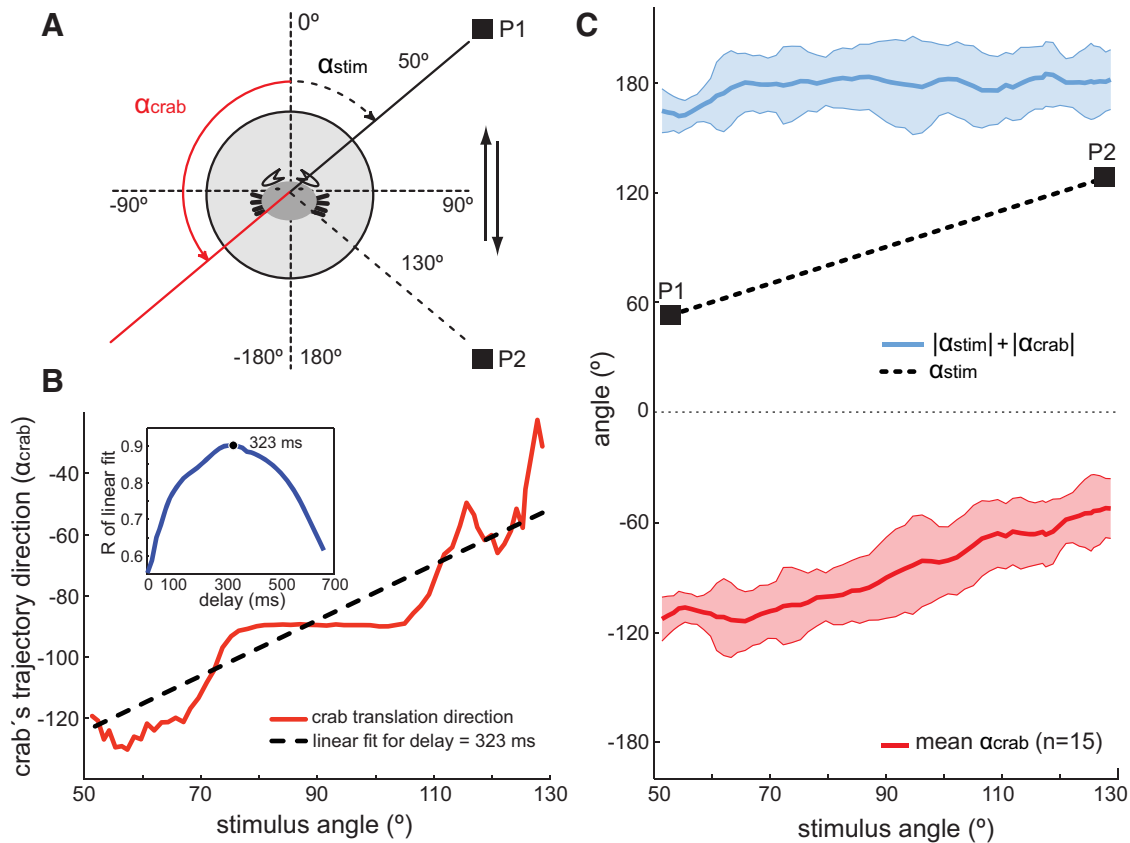 A
0º
P1
αstim
50º
αcrab
-90º
90º
130º
-180º
180º
P2
B
crab´s trajectory direction (αcrab)
-40
-60
-80
-100
-120
R of linear fit
0.9
0.8
0.7
0.6
323 ms
0
100
300
500
700
delay (ms)
crab translation direction
linear fit for delay = 323 ms
50
70
90
110
130
stimulus angle (º)
C
angle (º)
180
120
60
0
-60
-120
-180
P1
P2
|αstim| + |αcrab|
αstim
mean αcrab (n=15)
50
70
90
110
130
stimulus angle (º)